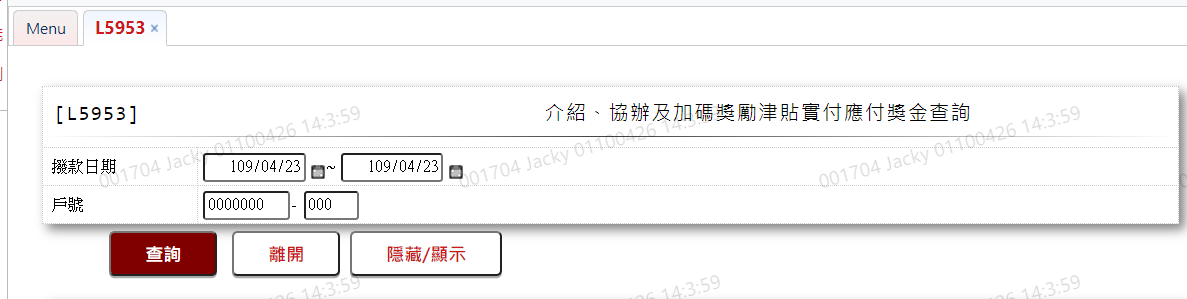 Menu L5953 ×
[L5953] 介紹、協辦及加碼獎勵津貼實付應付獎金查詢
撥款日期 109/04/23 ~ 109/04/23
戶號 0000000 - 000
查詢 離開 隱藏/顯示
001704 Jacky 01100426 14:3:59
001704 Jacky 01100426 14:3:59
001704 Jacky 01100426 14:3:59